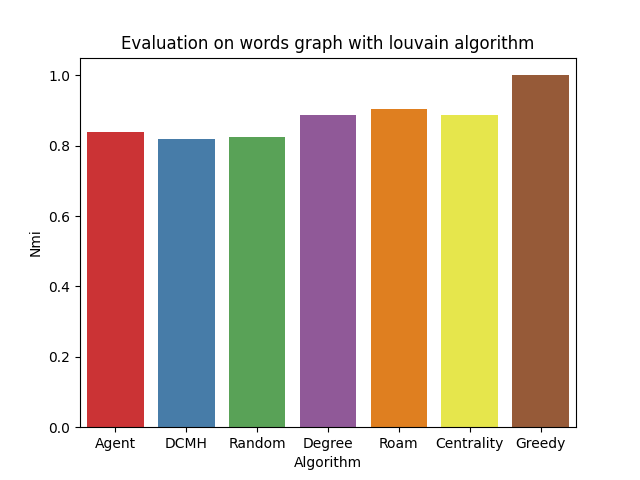 Evaluation on words graph with louvain algorithm
1.0
0.8
0.6
0.4
0.2
0.0
Nmi
Agent DCMH Random Degree Roam Centrality Greedy
Algorithm